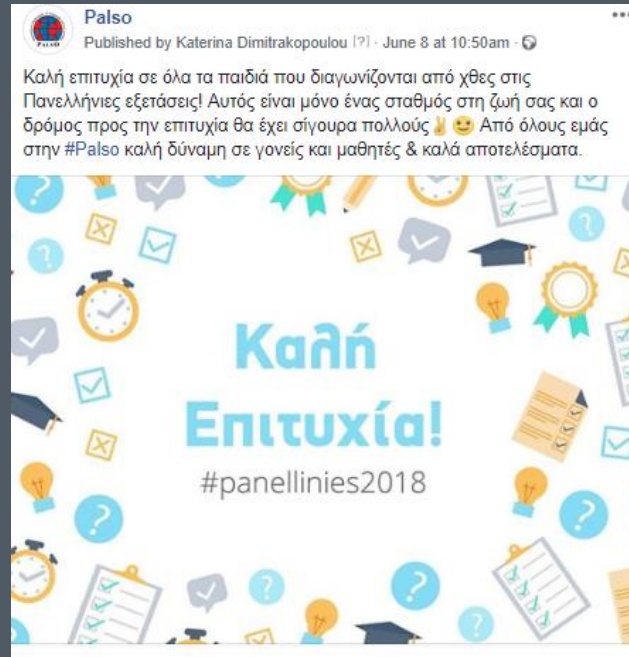 Palso
Published by Katerina Dimitrakopoulou [?] · June 8 at 10:50am ·
Καλή επιτυχία σε όλα τα παιδιά που διαγωνίζονται από χθες στις
Πανελλήνιες εξετάσεις! Αυτός είναι μόνο ένας σταθμός στη ζωή σας και ο
δρόμος προς την επιτυχία θα έχει σίγουρα πολλούς ✌️ 🙂 Από όλους εμάς
στην #Palso καλή δύναμη σε γονείς και μαθητές & καλά αποτελέσματα.
Καλή
Επιτυχία!
#panellinies2018